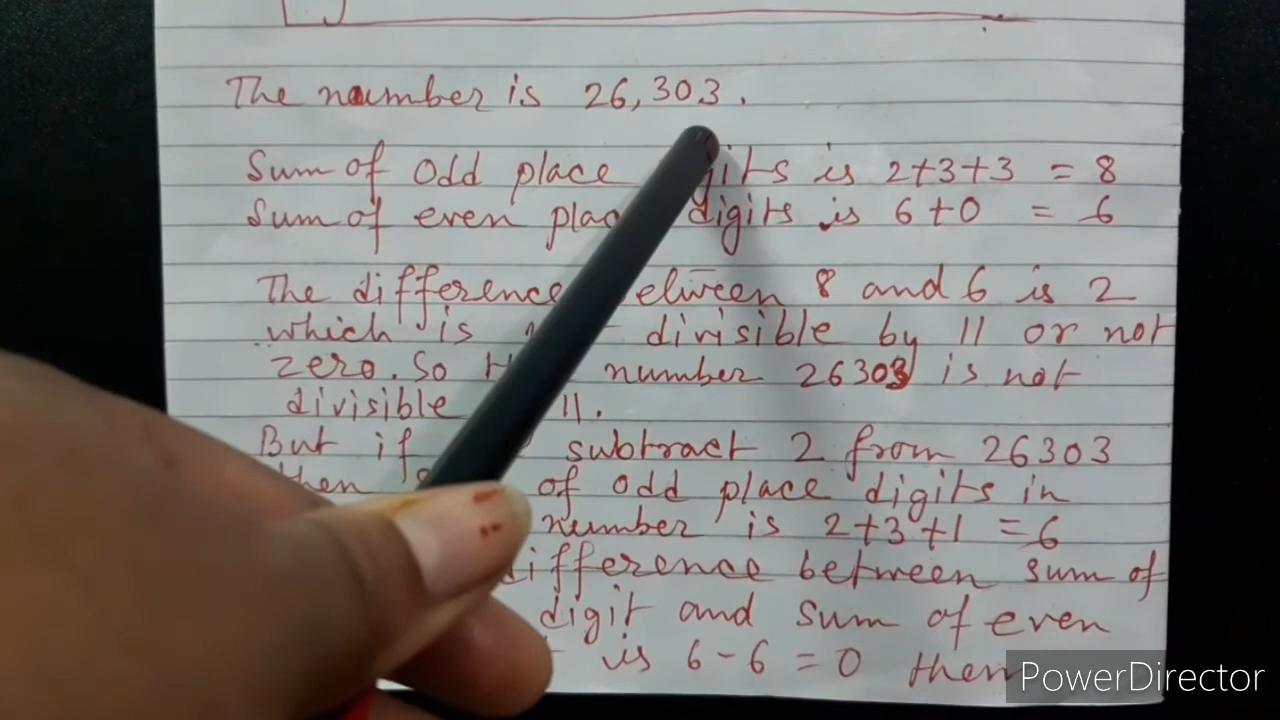 The number is 26,303.
Sum of odd place gits is 2+3+3 = 8
Sum of even plac digits is 6+0 = 6
The difference etween 8 and 6 is 2
which is divisible by 11 or not
zero. So number 26303 is not
divisible 11.
But if subtract 2 from 26303
then of odd place digits in
number is 2+3+1 = 6
ifference between sum of
digit and sum of even
is 6-6 = 0 then
PowerDirector